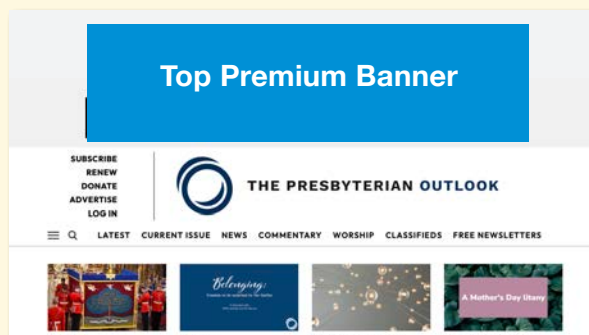 Top Premium Banner
SUBSCRIBE
RENEW
DONATE
ADVERTISE
LOG IN
THE PRESBYTERIAN OUTLOOK
LATEST CURRENT ISSUE NEWS COMMENTARY WORSHIP CLASSIFIEDS FREE NEWSLETTERS
Belonging:
A Mother's Day litany